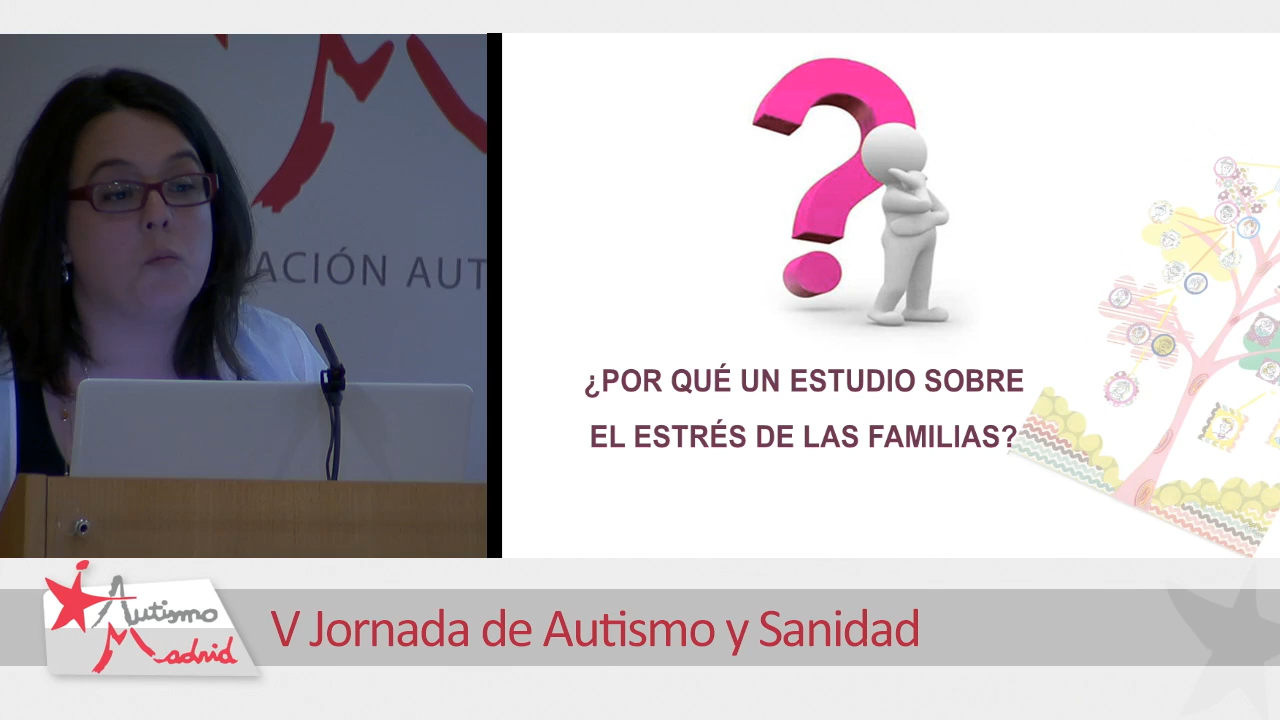 ACIÓN AUT
¿POR QUÉ UN ESTUDIO SOBRE
EL ESTRÉS DE LAS FAMILIAS?
Autismo
Madrid
V Jornada de Autismo y Sanidad